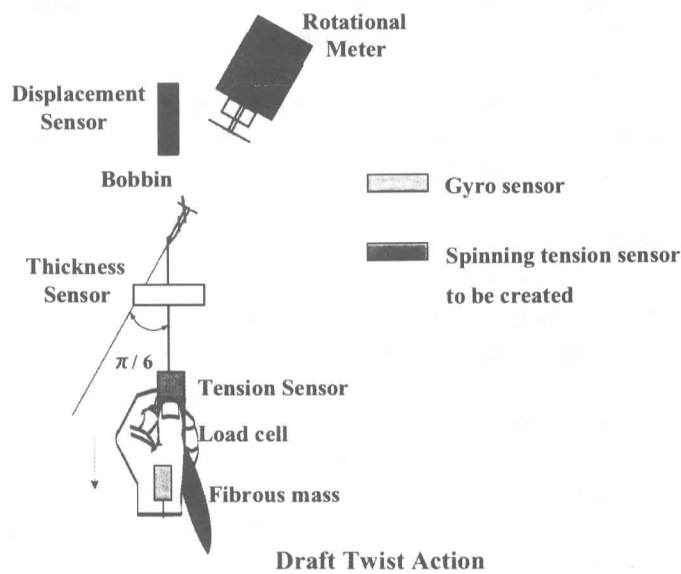 Rotational
Meter
Displacement
Sensor
Bobbin
Gyro sensor
Thickness
Sensor
Spinning tension sensor
to be created
π / 6
Tension Sensor
Load cell
Fibrous mass
Draft Twist Action